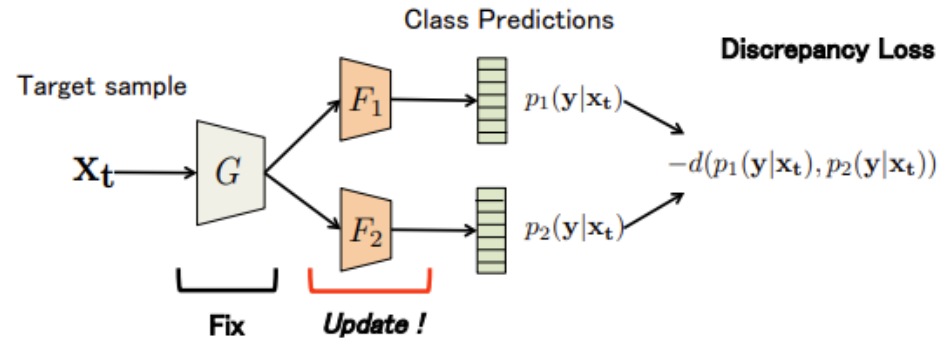 Class Predictions
Discrepancy Loss
Target sample
F₁
p₁(y|xₜ)
xₜ
G
−d(p₁(y|xₜ), p₂(y|xₜ))
F₂
p₂(y|xₜ)
Fix
Update !